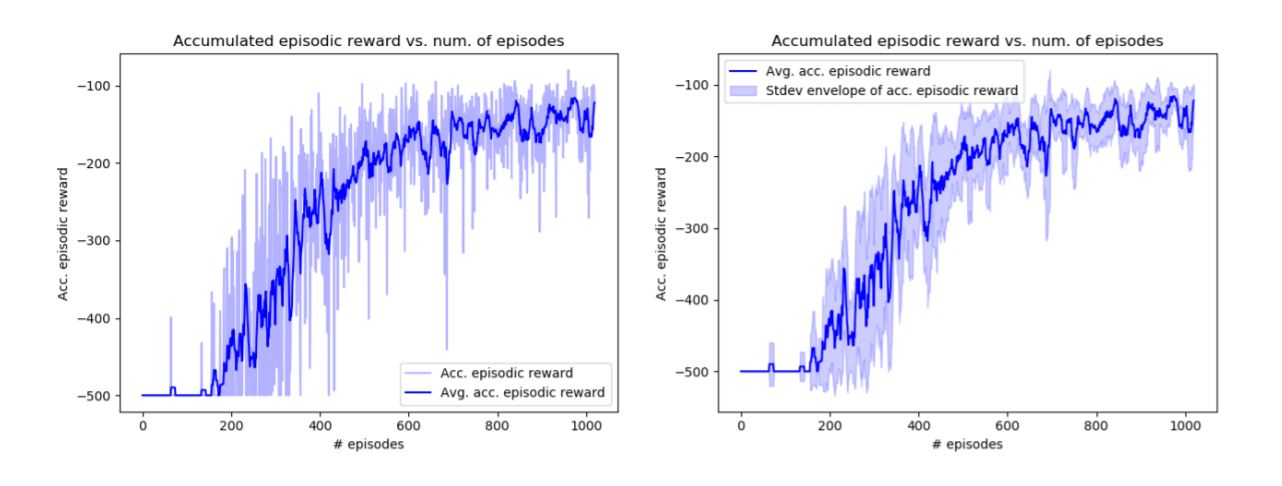 Accumulated episodic reward vs. num. of episodes
−100
−200
−300
−400
−500
Acc. episodic reward
Acc. episodic reward
Avg. acc. episodic reward
0 200 400 600 800 1000
# episodes
Accumulated episodic reward vs. num. of episodes
Avg. acc. episodic reward
Stdev envelope of acc. episodic reward
−100
−200
−300
−400
−500
Acc. episodic reward
0 200 400 600 800 1000
# episodes